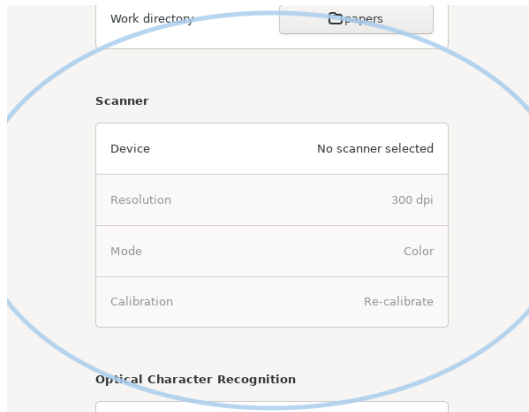 Work directory papers
Scanner
Device No scanner selected
Resolution 300 dpi
Mode Color
Calibration Re-calibrate
Optical Character Recognition